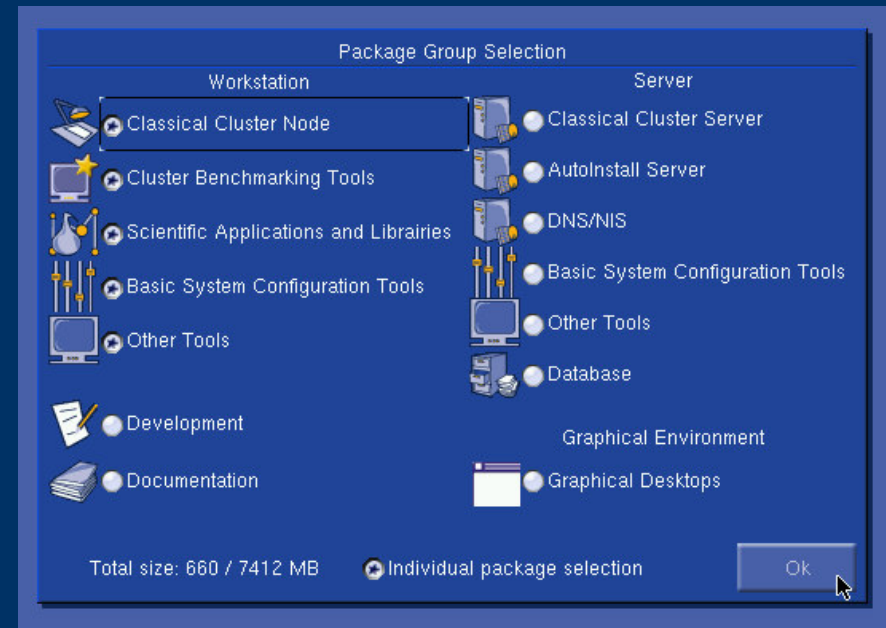 Package Group Selection
Workstation
Classical Cluster Node
Cluster Benchmarking Tools
Scientific Applications and Librairies
Basic System Configuration Tools
Other Tools
Development
Documentation
Server
Classical Cluster Server
AutoInstall Server
DNS/NIS
Basic System Configuration Tools
Other Tools
Database
Graphical Environment
Graphical Desktops
Total size: 660 / 7412 MB
Individual package selection
Ok